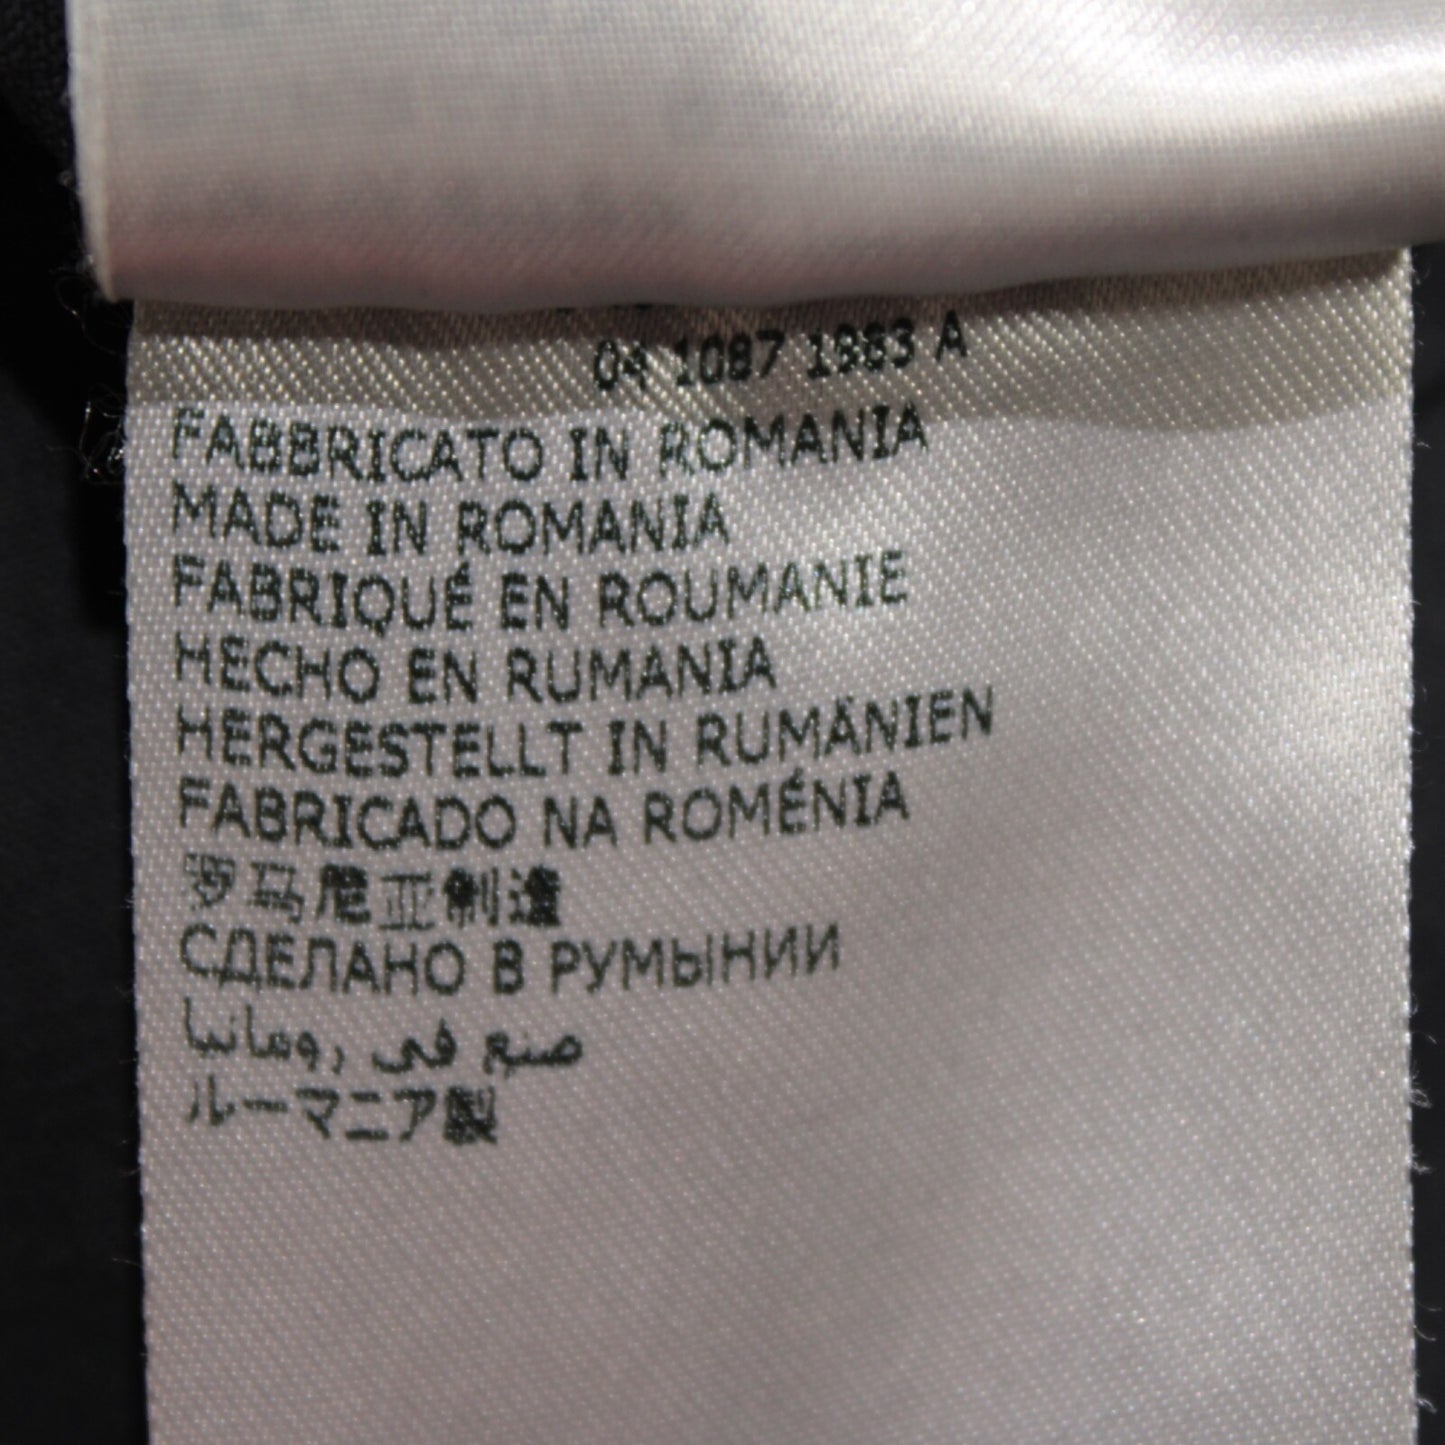 04 1087 1983 A
FABBRICATO IN ROMANIA
MADE IN ROMANIA
FABRIQUÉ EN ROUMANIE
HECHO EN RUMANIA
HERGESTELLT IN RUMÄNIEN
FABRICADO NA ROMÉNIA
罗马尼亚制造
СДЕЛАНО В РУМЫНИИ
صنع في رومانيا
ルーマニア製